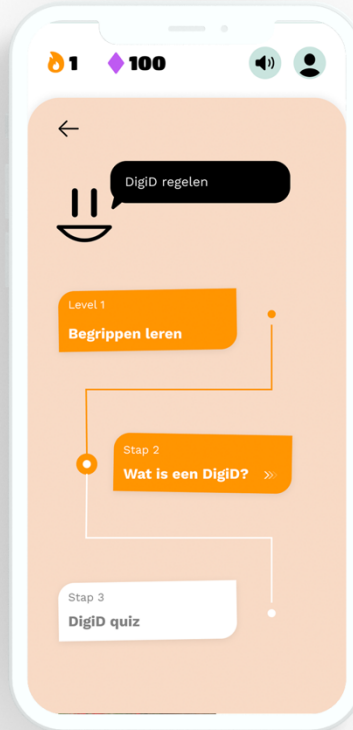 1 100
DigiD regelen
Level 1
Begrippen leren
Stap 2
Wat is een DigiD?
Stap 3
DigiD quiz